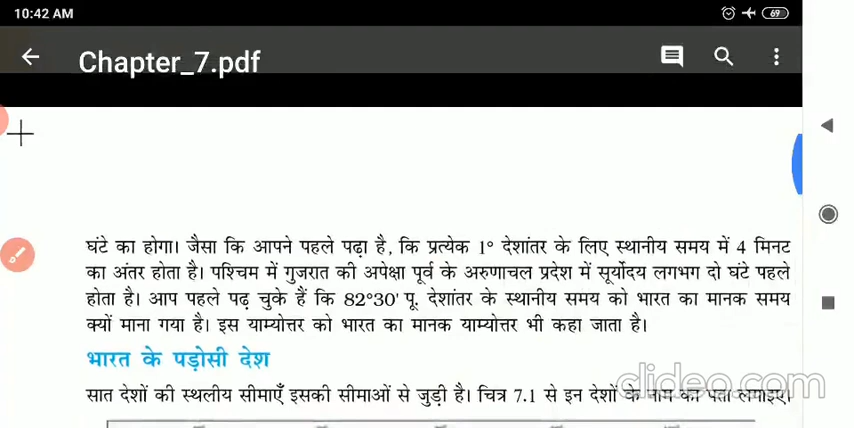 10:42 AM
69
Chapter_7.pdf
घंटे का होगा। जैसा कि आपने पहले पढ़ा है, कि प्रत्येक 1° देशांतर के लिए स्थानीय समय में 4 मिनट
का अंतर होता है। पश्चिम में गुजरात की अपेक्षा पूर्व के अरुणाचल प्रदेश में सूर्योदय लगभग दो घंटे पहले
होता है। आप पहले पढ़ चुके हैं कि 82°30' पू. देशांतर के स्थानीय समय को भारत का मानक समय
क्यों माना गया है। इस याम्योत्तर को भारत का मानक याम्योत्तर भी कहा जाता है।
भारत के पड़ोसी देश
सात देशों की स्थलीय सीमाएँ इसकी सीमाओं से जुड़ी है। चित्र 7.1 से इन देशों के नाम का पता लगाइए।
clideo.com